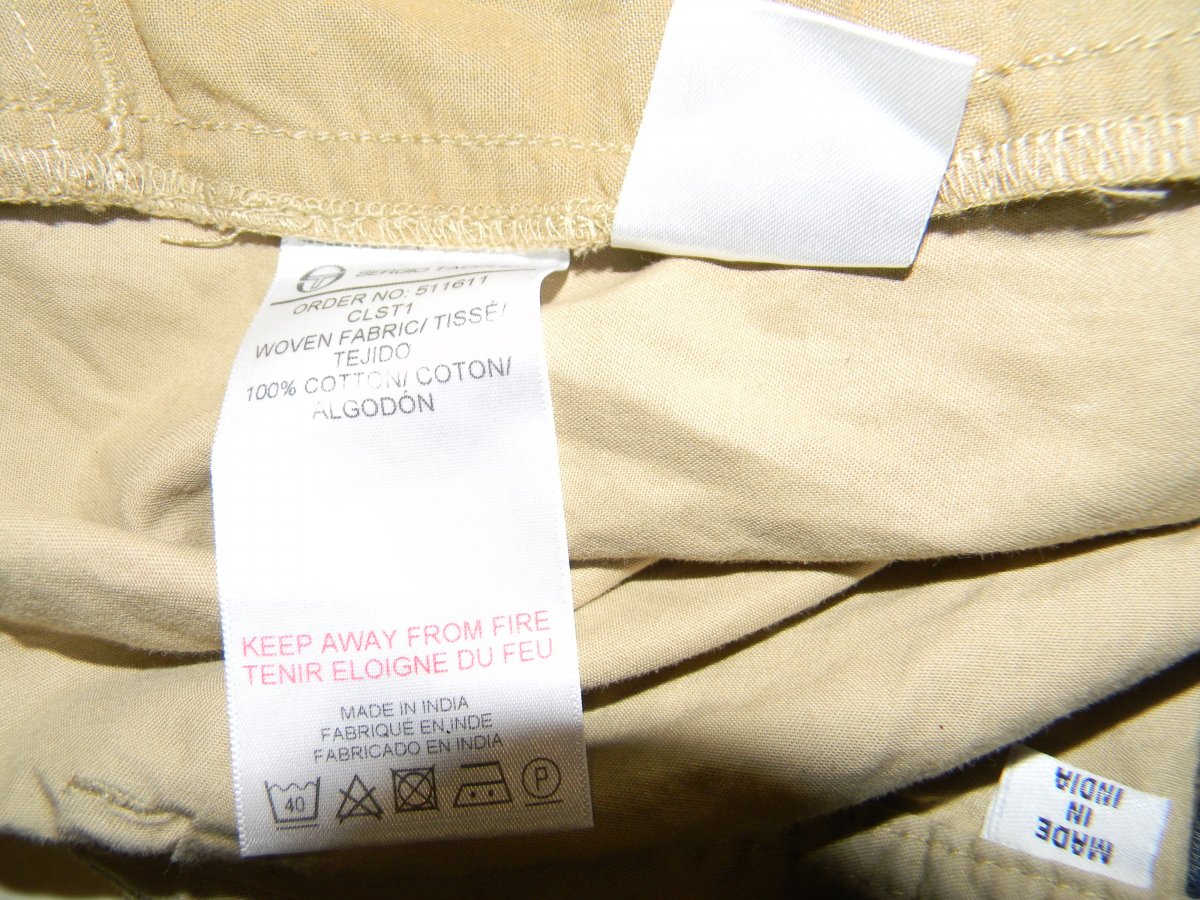 SERGIO
ORDER NO: 511611
CLST1
WOVEN FABRIC/ TISSÉ/
TEJIDO
100% COTTON/ COTON/
ALGODÓN
KEEP AWAY FROM FIRE
TENIR ELOIGNE DU FEU
MADE IN INDIA
FABRIQUÉ EN INDE
FABRICADO EN INDIA
40
P
MADE
IN
INDIA